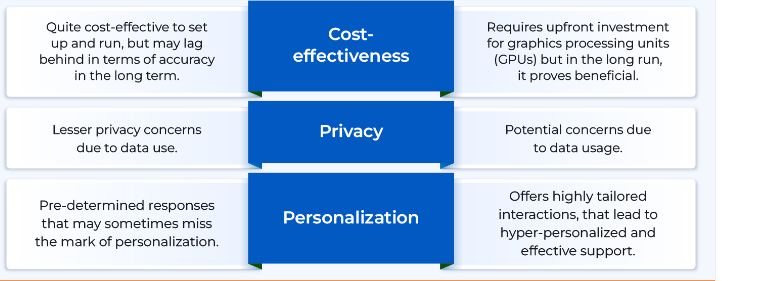 Quite cost-effective to set
up and run, but may lag
behind in terms of accuracy
in the long term.
Cost-
effectiveness
Requires upfront investment
for graphics processing units
(GPUs) but in the long run,
it proves beneficial.
Lesser privacy concerns
due to data use.
Privacy
Potential concerns due
to data usage.
Pre-determined responses
that may sometimes miss
the mark of personalization.
Personalization
Offers highly tailored
interactions, that lead to
hyper-personalized and
effective support.